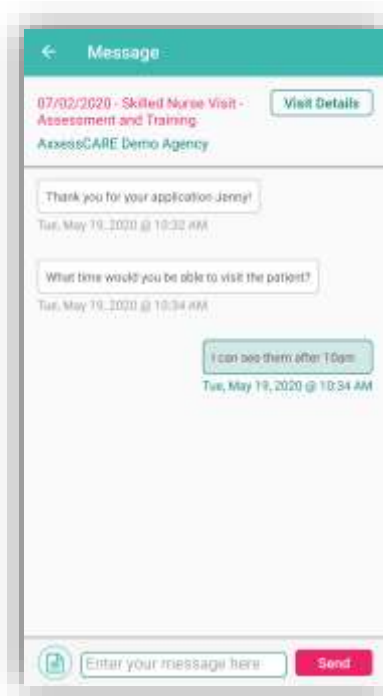 Message
07/02/2020 - Skilled Nurse Visit -
Assessment and Training
Visit Details
AxxessCARE Demo Agency
Thank you for your application Jenny!
Tue, May 19, 2020 @ 10:32 AM
What time would you be able to visit the patient?
Tue, May 19, 2020 @ 10:34 AM
I can see them after 10am
Tue, May 19, 2020 @ 10:34 AM
Enter your message here
Send